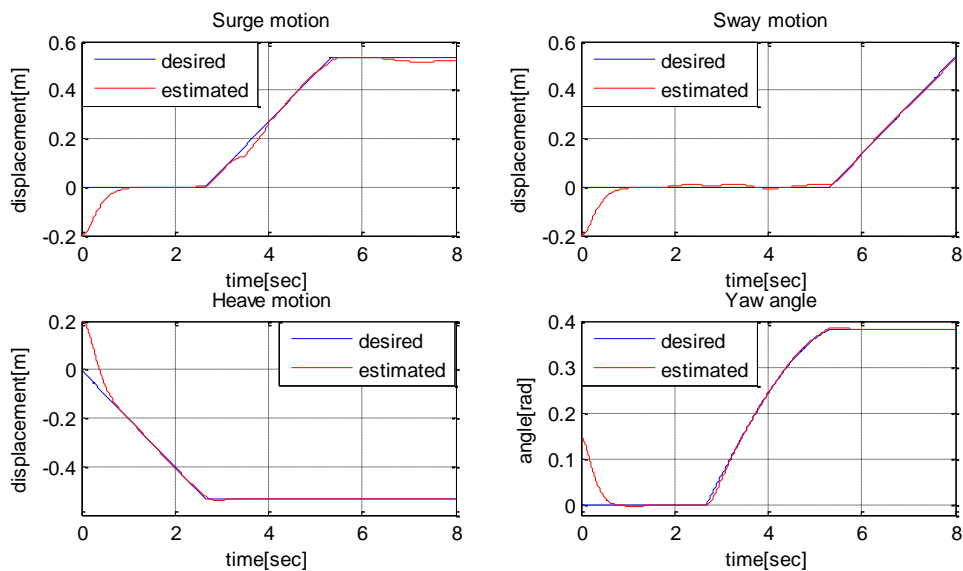 Surge motion
0.6
0.4
0.2
0
-0.2
displacement[m]
desired
estimated
0 2 4 6 8
time[sec]
Sway motion
0.6
0.4
0.2
0
-0.2
displacement[m]
desired
estimated
0 2 4 6 8
time[sec]
Heave motion
0.2
0
-0.2
-0.4
displacement[m]
desired
estimated
0 2 4 6 8
time[sec]
Yaw angle
0.4
0.3
0.2
0.1
0
angle[rad]
desired
estimated
0 2 4 6 8
time[sec]